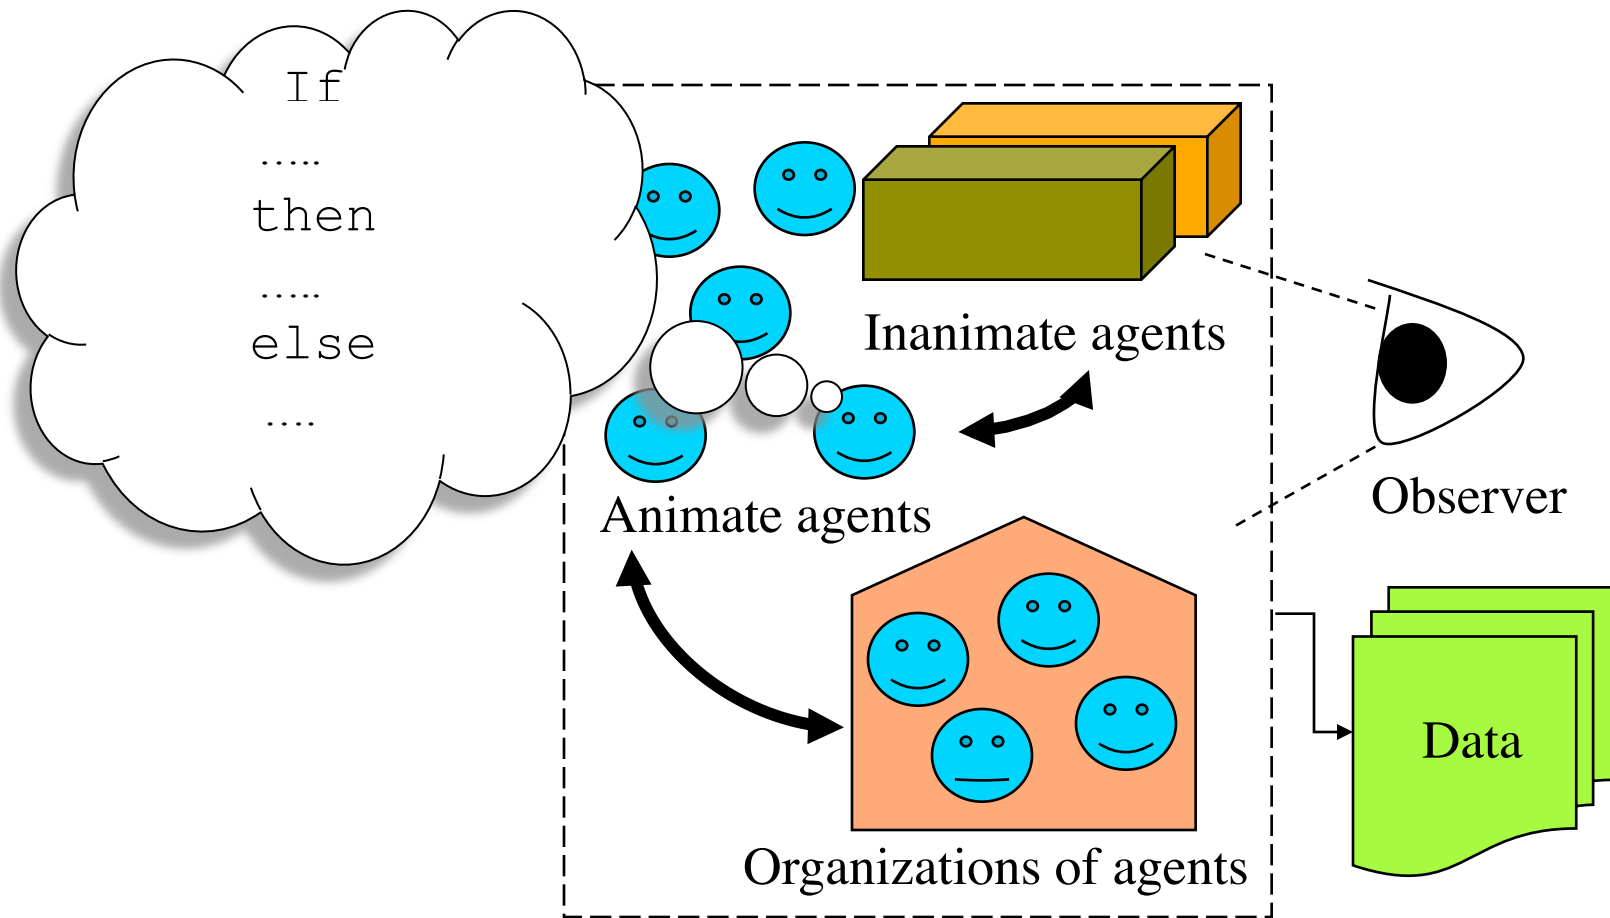 If
.....
then
.....
else
....
Inanimate agents
Observer
Animate agents
Data
Organizations of agents